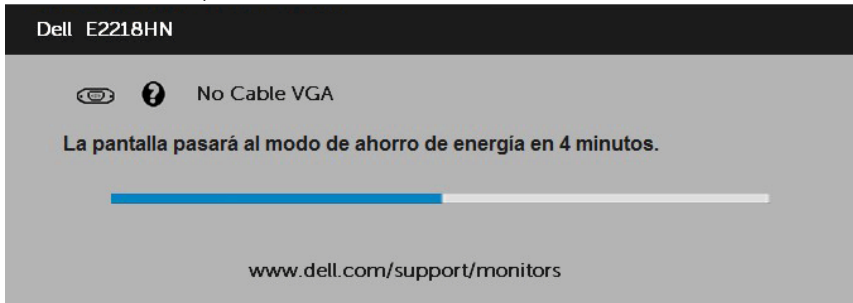 Dell E2218HN
No Cable VGA
La pantalla pasará al modo de ahorro de energía en 4 minutos.
www.dell.com/support/monitors